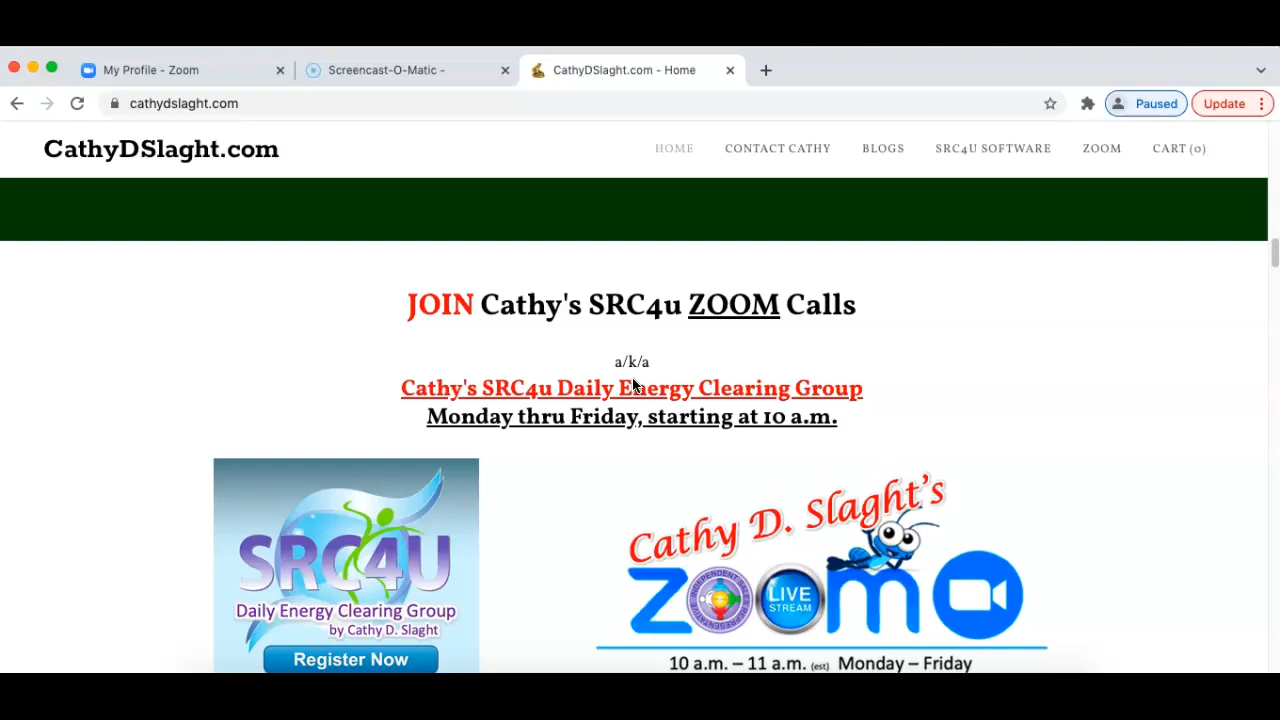 My Profile - Zoom
Screencast-O-Matic -
CathyDSlaght.com - Home
cathydslaght.com
Paused
Update
CathyDSlaght.com
HOME
CONTACT CATHY
BLOGS
SRC4U SOFTWARE
ZOOM
CART (0)
JOIN Cathy's SRC4u ZOOM Calls
a/k/a
Cathy's SRC4u Daily Energy Clearing Group
Monday thru Friday, starting at 10 a.m.
SRC4U
Daily Energy Clearing Group
by Cathy D. Slaght
Register Now
Cathy D. Slaght's
zoom
INDEPENDENT SALES REPRESENTATIVE
LIVE
STREAM
10 a.m. – 11 a.m. (est) Monday – Friday